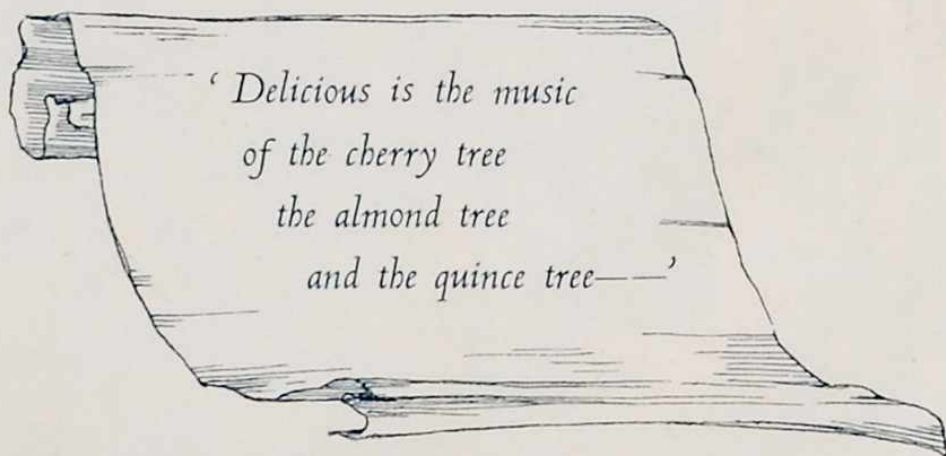 ‘ Delicious is the music
of the cherry tree
the almond tree
and the quince tree——’